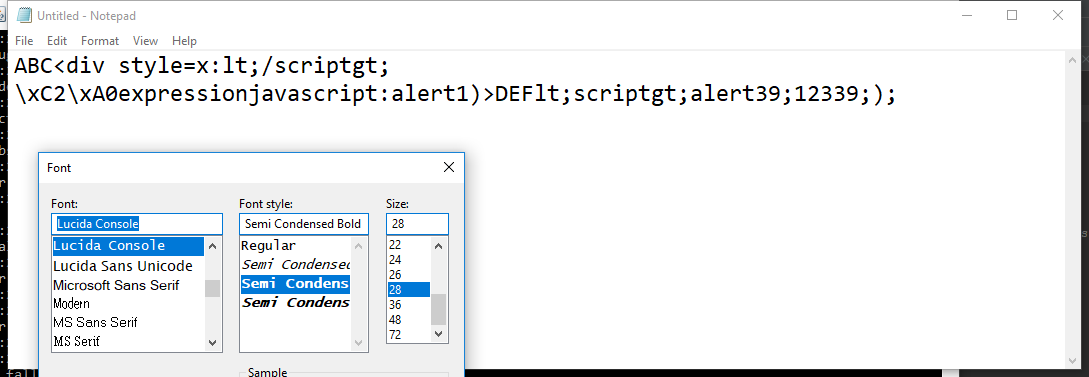 Untitled - Notepad
File Edit Format View Help
ABC<div style=x:lt;/scriptgt;
\xC2\xA0expressionjavascript:alert1)>DEFlt;scriptgt;alert39;12339;);
Font
Font: Font style: Size:
Lucida Console Semi Condensed Bold 28
Lucida Console Regular 22
Lucida Sans Unicode Semi Condensed 24
Microsoft Sans Serif Semi Condens 26
Modern Semi Condens 28
MS Sans Serif 36
MS Serif 48
72
Sample